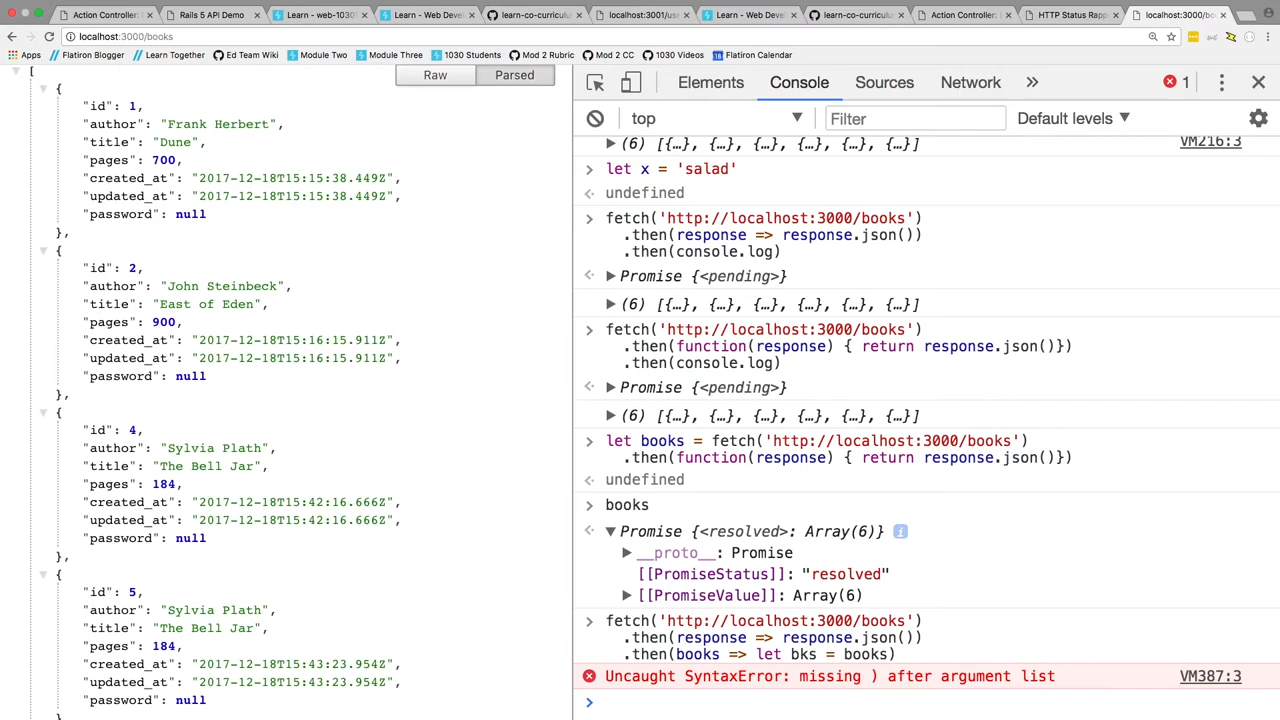 Action Controller:
Rails 5 API Demo
Learn - web-1030
Learn - Web Deve
learn-co-curriculu
localhost:3001/use
Learn - Web Deve
learn-co-curriculu
Action Controller: E
HTTP Status Rapp
localhost:3000/bo
localhost:3000/books
Apps Flatiron Blogger Learn Together Ed Team Wiki Module Two Module Three 1030 Students Mod 2 Rubric Mod 2 CC 1030 Videos Flatiron Calendar
Raw Parsed
[
{
"id": 1,
"author": "Frank Herbert",
"title": "Dune",
"pages": 700,
"created_at": "2017-12-18T15:15:38.449Z",
"updated_at": "2017-12-18T15:15:38.449Z",
"password": null
},
{
"id": 2,
"author": "John Steinbeck",
"title": "East of Eden",
"pages": 900,
"created_at": "2017-12-18T15:16:15.911Z",
"updated_at": "2017-12-18T15:16:15.911Z",
"password": null
},
{
"id": 4,
"author": "Sylvia Plath",
"title": "The Bell Jar",
"pages": 184,
"created_at": "2017-12-18T15:42:16.666Z",
"updated_at": "2017-12-18T15:42:16.666Z",
"password": null
},
{
"id": 5,
"author": "Sylvia Plath",
"title": "The Bell Jar",
"pages": 184,
"created_at": "2017-12-18T15:43:23.954Z",
"updated_at": "2017-12-18T15:43:23.954Z",
"password": null
}
Elements Console Sources Network » 1
top Filter Default levels
(6) [{…}, {…}, {…}, {…}, {…}, {…}] VM216:3
let x = 'salad'
undefined
fetch('http://localhost:3000/books')
.then(response => response.json())
.then(console.log)
Promise {<pending>}
(6) [{…}, {…}, {…}, {…}, {…}, {…}]
fetch('http://localhost:3000/books')
.then(function(response) { return response.json()})
.then(console.log)
Promise {<pending>}
(6) [{…}, {…}, {…}, {…}, {…}, {…}]
let books = fetch('http://localhost:3000/books')
.then(function(response) { return response.json()})
undefined
books
Promise {<resolved>: Array(6)} i
__proto__: Promise
[[PromiseStatus]]: "resolved"
[[PromiseValue]]: Array(6)
fetch('http://localhost:3000/books')
.then(response => response.json())
.then(books => let bks = books)
Uncaught SyntaxError: missing ) after argument list VM387:3